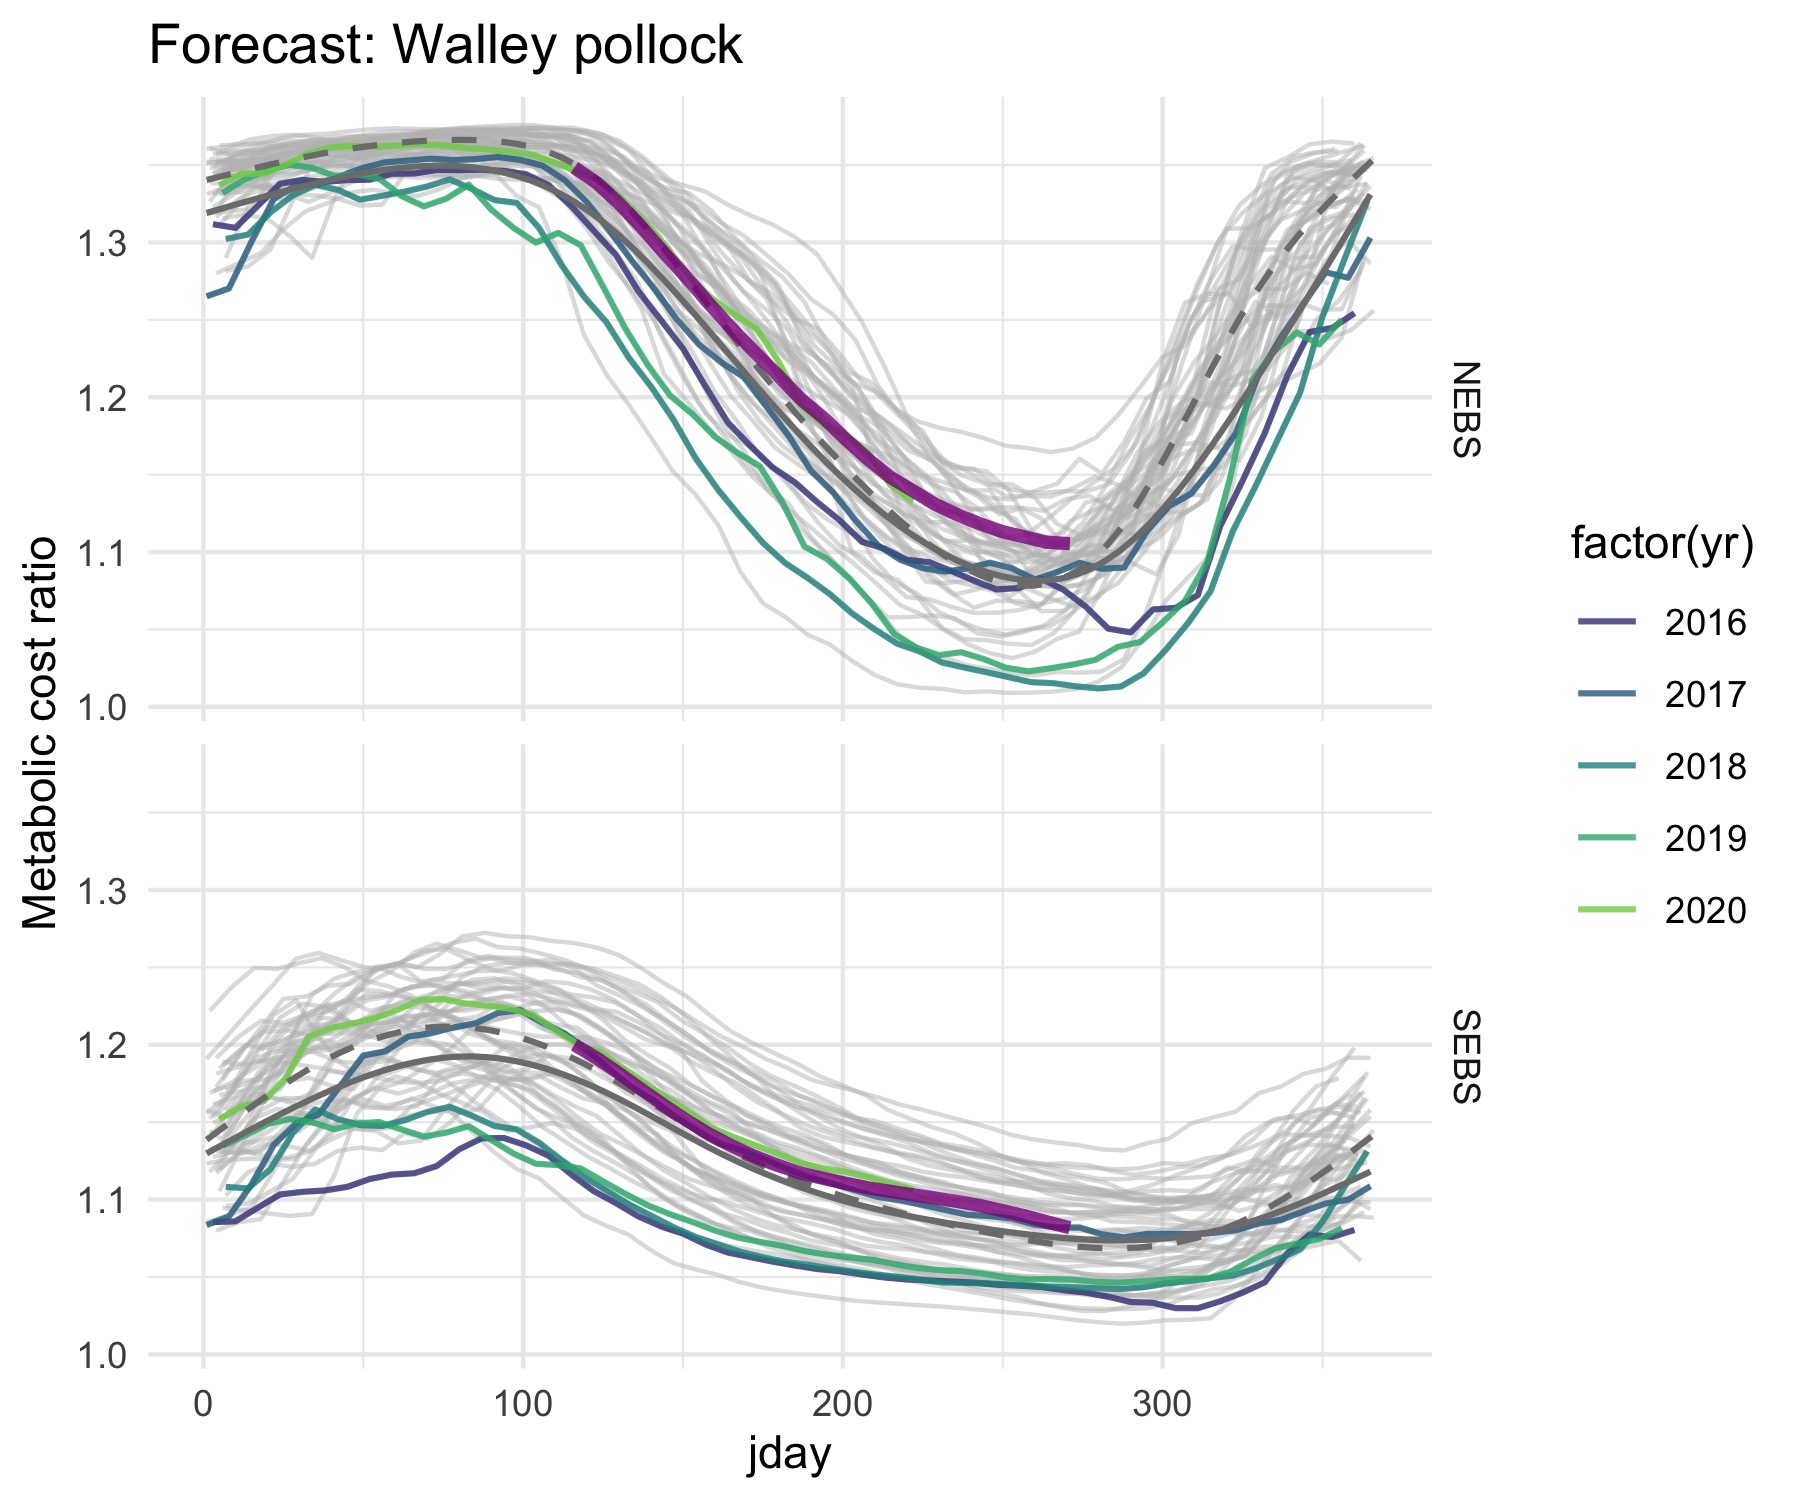 Forecast: Walley pollock
Metabolic cost ratio
1.3
1.2
1.1
1.0
NEBS
1.3
1.2
1.1
1.0
SEBS
0 100 200 300
jday
factor(yr)
2016
2017
2018
2019
2020